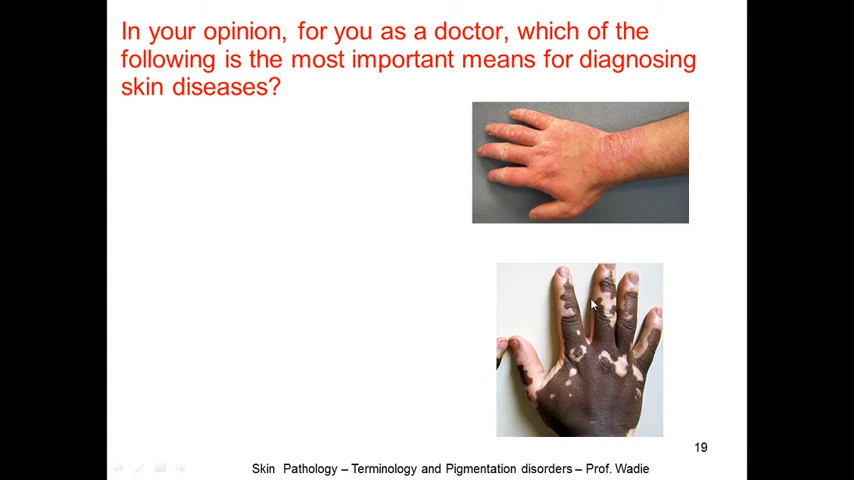 In your opinion, for you as a doctor, which of the
following is the most important means for diagnosing
skin diseases?
19
Skin Pathology – Terminology and Pigmentation disorders – Prof. Wadie